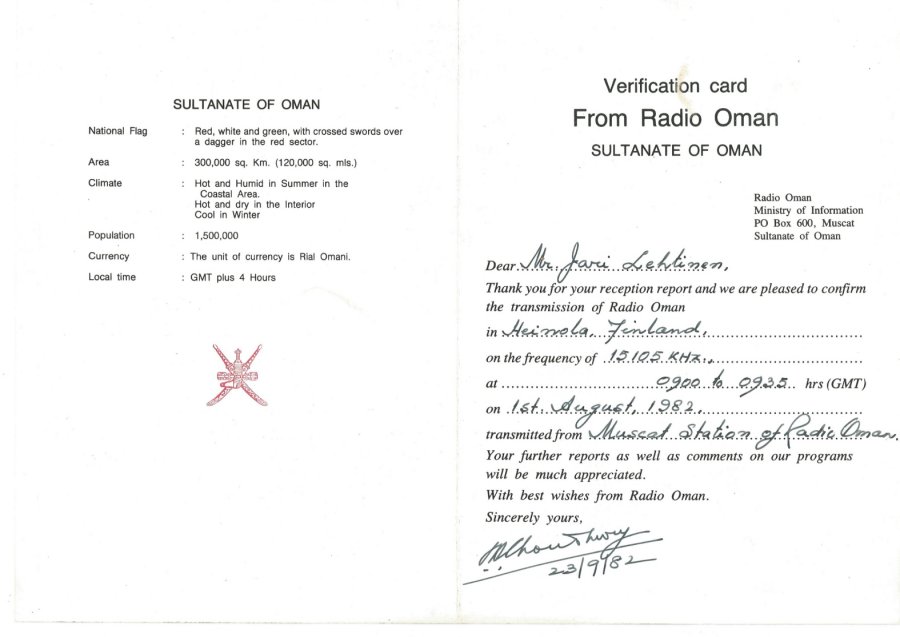 SULTANATE OF OMAN
National Flag : Red, white and green, with crossed swords over
a dagger in the red sector.
Area : 300,000 sq. Km. (120,000 sq. mls.)
Climate : Hot and Humid in Summer in the
Coastal Area.
Hot and dry in the Interior
Cool in Winter
Population : 1,500,000
Currency : The unit of currency is Rial Omani.
Local time : GMT plus 4 Hours
Verification card
From Radio Oman
SULTANATE OF OMAN
Radio Oman
Ministry of Information
PO Box 600, Muscat
Sultanate of Oman
Dear Mr. Jari Lehtinen,
Thank you for your reception report and we are pleased to confirm
the transmission of Radio Oman
in Heinola, Finland,
on the frequency of 15105 KHz.,
at 0900 to 0935 hrs (GMT)
on 1st. August, 1982,
transmitted from Muscat Station of Radio Oman.
Your further reports as well as comments on our programs
will be much appreciated.
With best wishes from Radio Oman.
Sincerely yours,
23/9/82